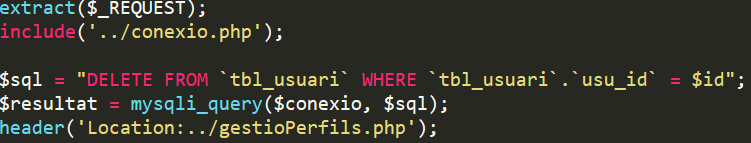 extract($_REQUEST);
include('../conexio.php');
$sql = "DELETE FROM `tbl_usuari` WHERE `tbl_usuari`.`usu_id` = $id";
$resultat = mysqli_query($conexio, $sql);
header('Location:../gestioPerfils.php');